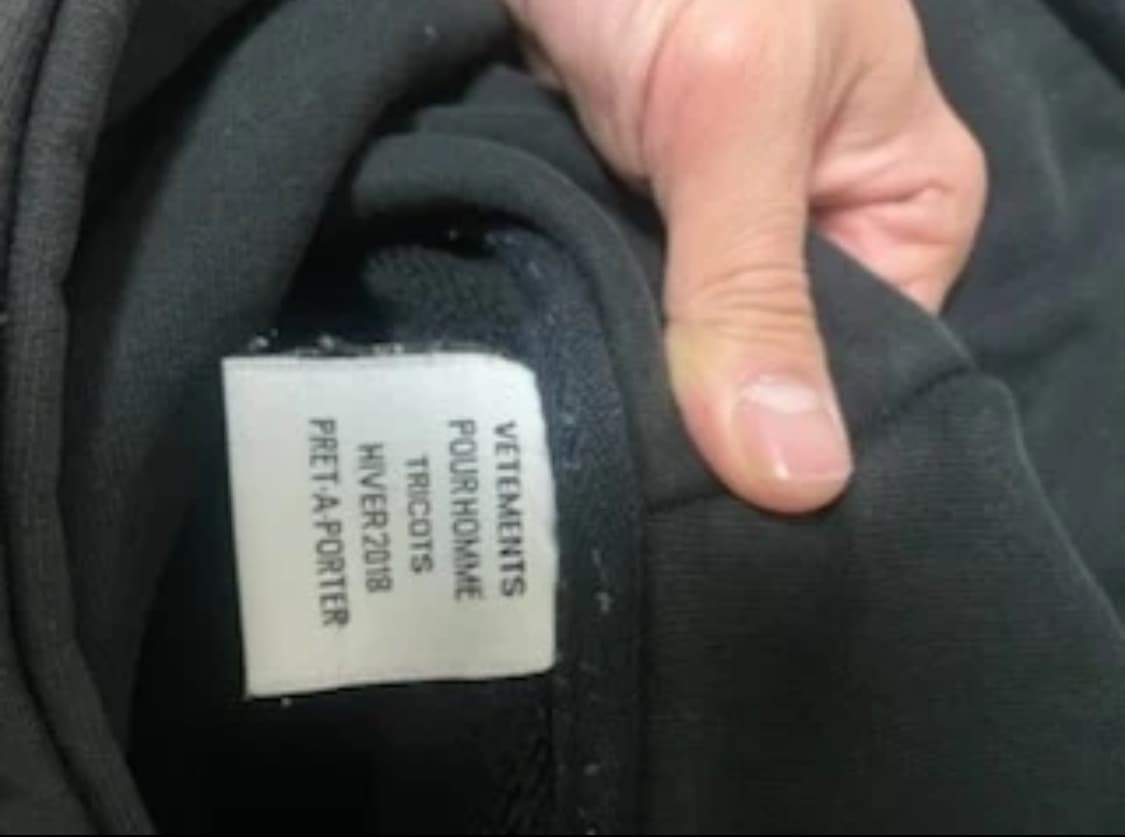 VETEMENTS
POUR HOMME
TRICOTS
HIVER 2018
PRET-A-PORTER